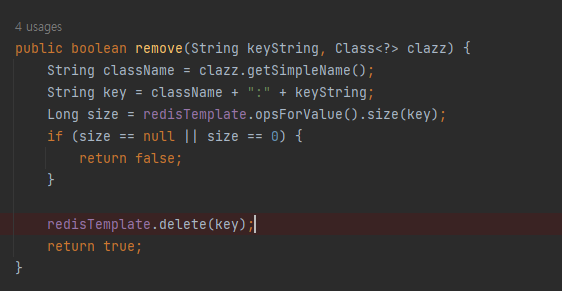 4 usages
public boolean remove(String keyString, Class<?> clazz) {
    String className = clazz.getSimpleName();
    String key = className + ":" + keyString;
    Long size = redisTemplate.opsForValue().size(key);
    if (size == null || size == 0) {
        return false;
    }
    redisTemplate.delete(key);
    return true;
}